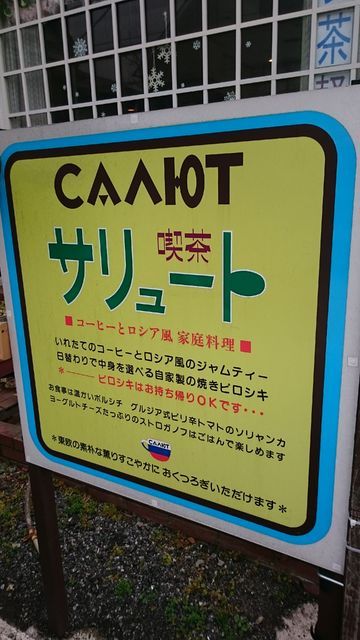 茶
САЛЮТ
喫茶
サリュート
■コーヒーとロシア風 家庭料理■
いれたてのコーヒーとロシア風のジャムティー
日替わりで中身を選べる自家製の焼きピロシキ
＊――― ピロシキはお持ち帰りOKです・・・
お食事は温かいボルシチ グルジア式ピリ辛トマトのソリャンカ
ヨーグルトチーズたっぷりのストロガノフはごはんで楽しめます
САЛЮТ
＊東欧の素朴な薫りすこやかに おくつろぎいただけます＊